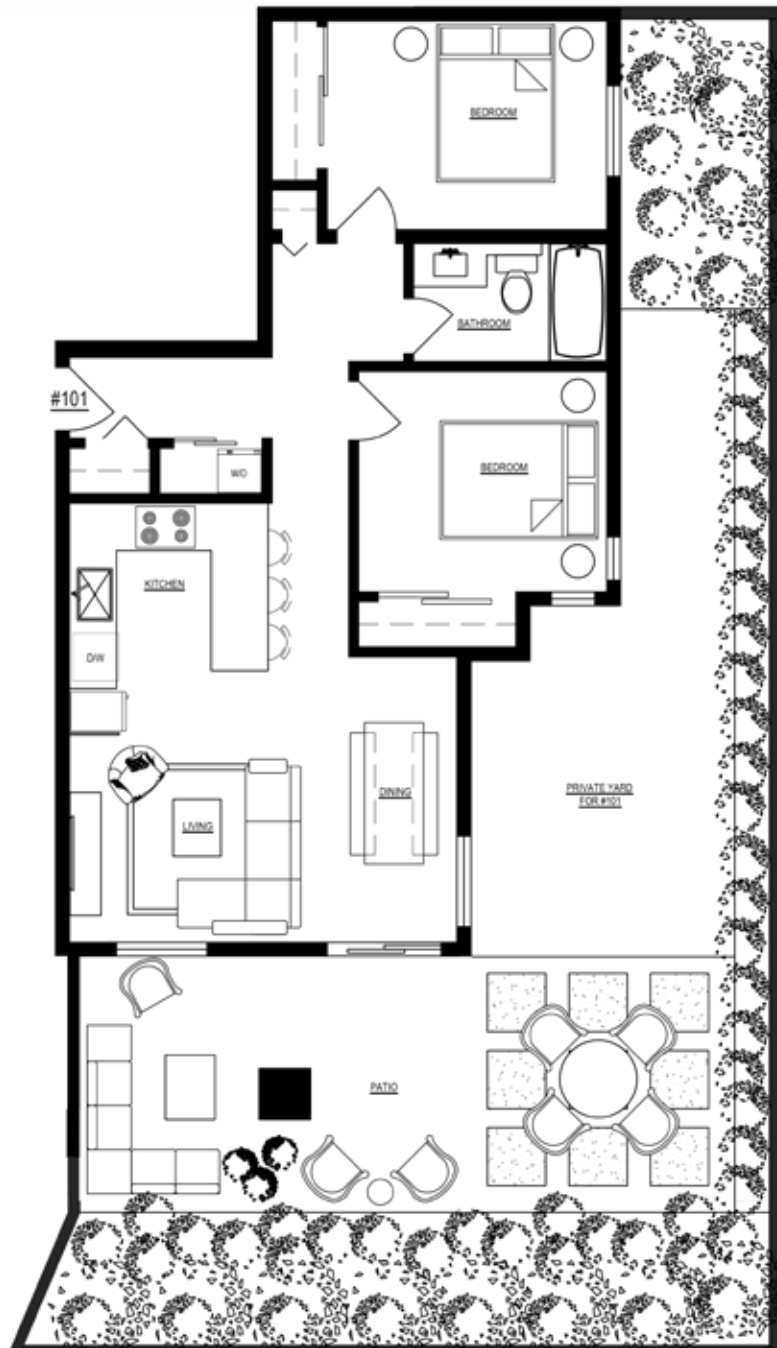 BEDROOM
BATHROOM
#101
BEDROOM
W/D
KITCHEN
D/W
LIVING
DINING
PRIVATE YARD
FOR #101
PATIO